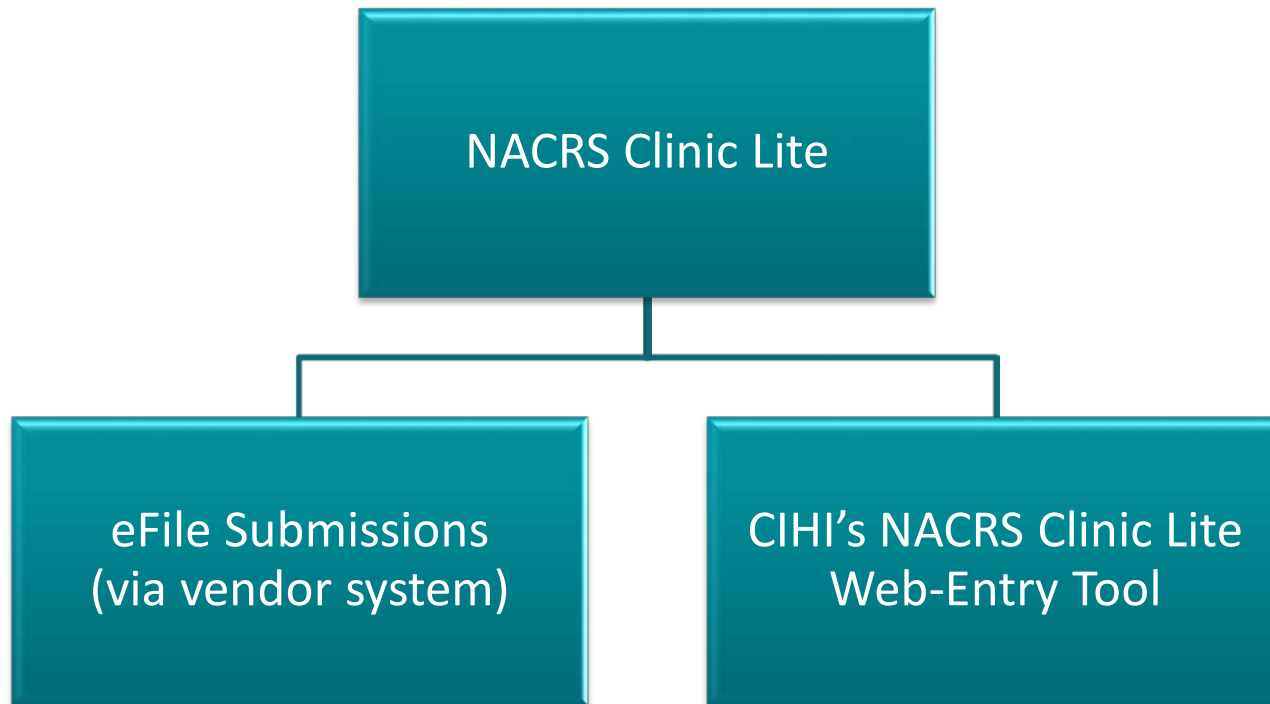 NACRS Clinic Lite
eFile Submissions
(via vendor system)
CIHI’s NACRS Clinic Lite
Web-Entry Tool